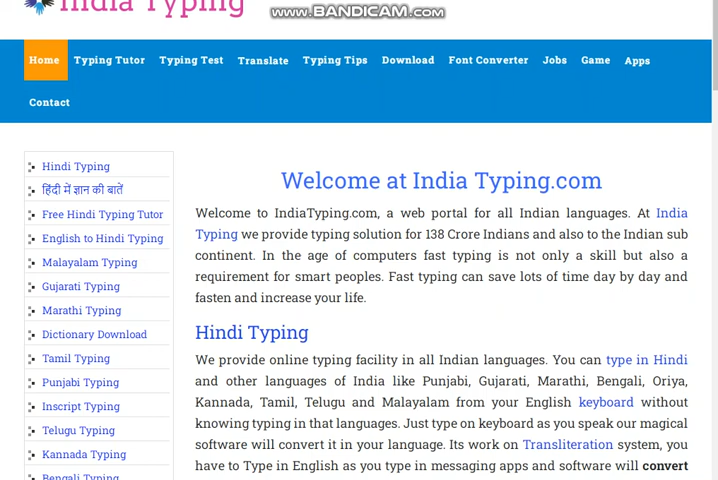 India Typing
www.BANDICAM.com
Home Typing Tutor Typing Test Translate Typing Tips Download Font Converter Jobs Game Apps
Contact
Hindi Typing
हिंदी में ज्ञान की बातें
Free Hindi Typing Tutor
English to Hindi Typing
Malayalam Typing
Gujarati Typing
Marathi Typing
Dictionary Download
Tamil Typing
Punjabi Typing
Inscript Typing
Telugu Typing
Kannada Typing
Bengali Typing
Welcome at India Typing.com
Welcome to IndiaTyping.com, a web portal for all Indian languages. At India
Typing we provide typing solution for 138 Crore Indians and also to the Indian sub
continent. In the age of computers fast typing is not only a skill but also a
requirement for smart peoples. Fast typing can save lots of time day by day and
fasten and increase your life.
Hindi Typing
We provide online typing facility in all Indian languages. You can type in Hindi
and other languages of India like Punjabi, Gujarati, Marathi, Bengali, Oriya,
Kannada, Tamil, Telugu and Malayalam from your English keyboard without
knowing typing in that languages. Just type on keyboard as you speak our magical
software will convert it in your language. Its work on Transliteration system, you
have to Type in English as you type in messaging apps and software will convert